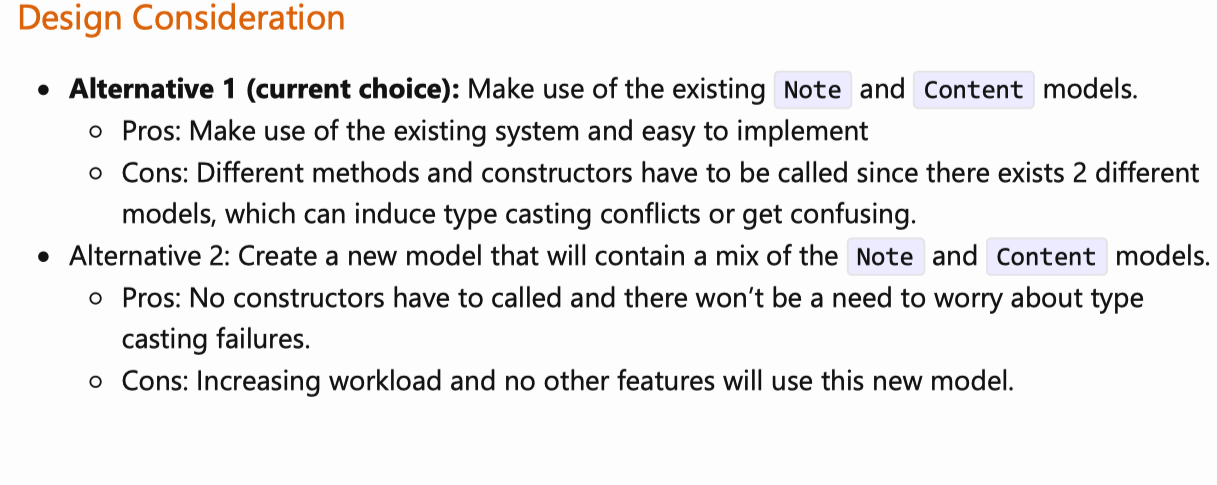 Design Consideration
• Alternative 1 (current choice): Make use of the existing Note and Content models.
○ Pros: Make use of the existing system and easy to implement
○ Cons: Different methods and constructors have to be called since there exists 2 different
models, which can induce type casting conflicts or get confusing.
• Alternative 2: Create a new model that will contain a mix of the Note and Content models.
○ Pros: No constructors have to called and there won’t be a need to worry about type
casting failures.
○ Cons: Increasing workload and no other features will use this new model.